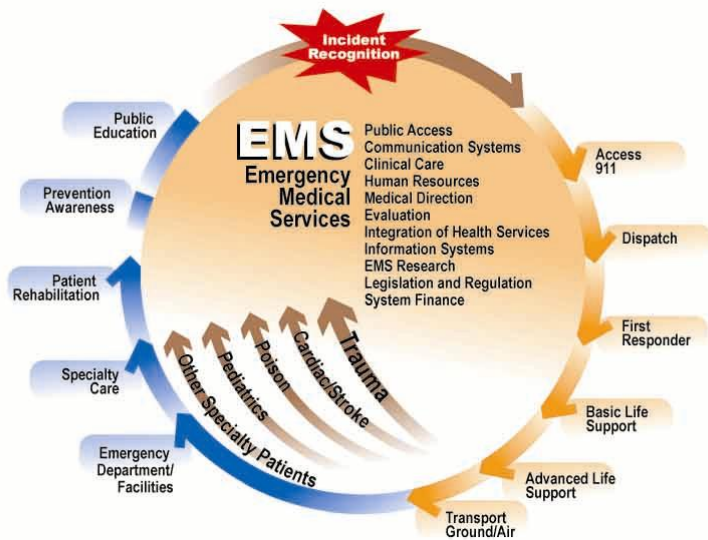 Incident
Recognition
EMS
Emergency
Medical
Services
Public Access
Communication Systems
Clinical Care
Human Resources
Medical Direction
Evaluation
Integration of Health Services
Information Systems
EMS Research
Legislation and Regulation
System Finance
Access
911
Dispatch
First
Responder
Basic Life
Support
Advanced Life
Support
Transport
Ground/Air
Emergency
Department/
Facilities
Specialty
Care
Patient
Rehabilitation
Prevention
Awareness
Public
Education
Other Specialty Patients
Pediatrics
Poison
Cardiac/Stroke
Trauma